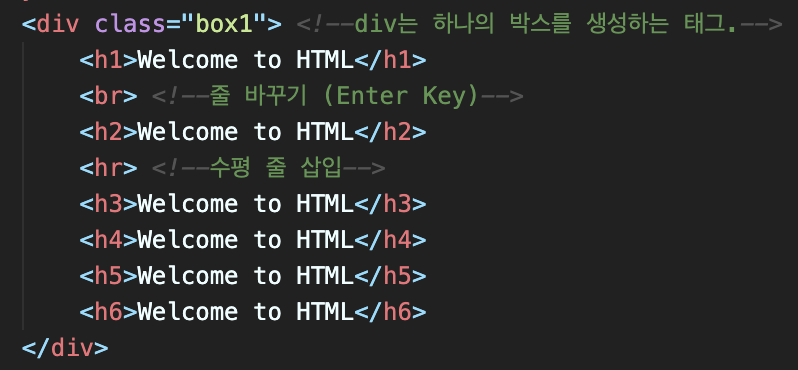 <div class="box1"> <!--div는 하나의 박스를 생성하는 태그.-->
<h1>Welcome to HTML</h1>
<br> <!--줄 바꾸기 (Enter Key)-->
<h2>Welcome to HTML</h2>
<hr> <!--수평 줄 삽입-->
<h3>Welcome to HTML</h3>
<h4>Welcome to HTML</h4>
<h5>Welcome to HTML</h5>
<h6>Welcome to HTML</h6>
</div>